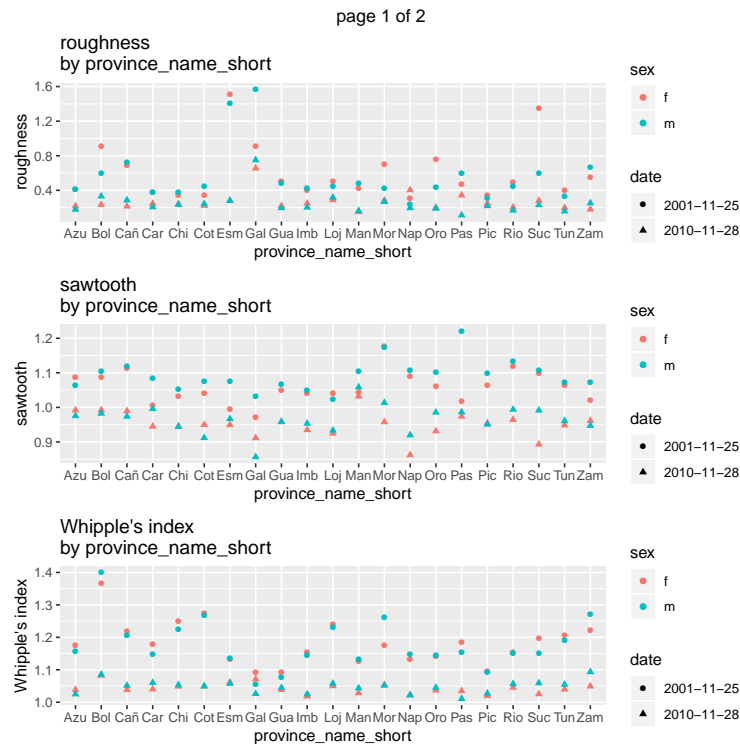 page 1 of 2
roughness
by province_name_short
1.6
1.2
0.8
0.4
roughness
Azu Bol Cañ Car Chi Cot Esm Gal Gua Imb Loj Man Mor Nap Oro Pas Pic Rio Suc Tun Zam
province_name_short
sex
f
m
date
2001−11−25
2010−11−28
sawtooth
by province_name_short
1.2
1.1
1.0
0.9
sawtooth
Azu Bol Cañ Car Chi Cot Esm Gal Gua Imb Loj Man Mor Nap Oro Pas Pic Rio Suc Tun Zam
province_name_short
sex
f
m
date
2001−11−25
2010−11−28
Whipple's index
by province_name_short
1.4
1.3
1.2
1.1
1.0
Whipple's index
Azu Bol Cañ Car Chi Cot Esm Gal Gua Imb Loj Man Mor Nap Oro Pas Pic Rio Suc Tun Zam
province_name_short
sex
f
m
date
2001−11−25
2010−11−28